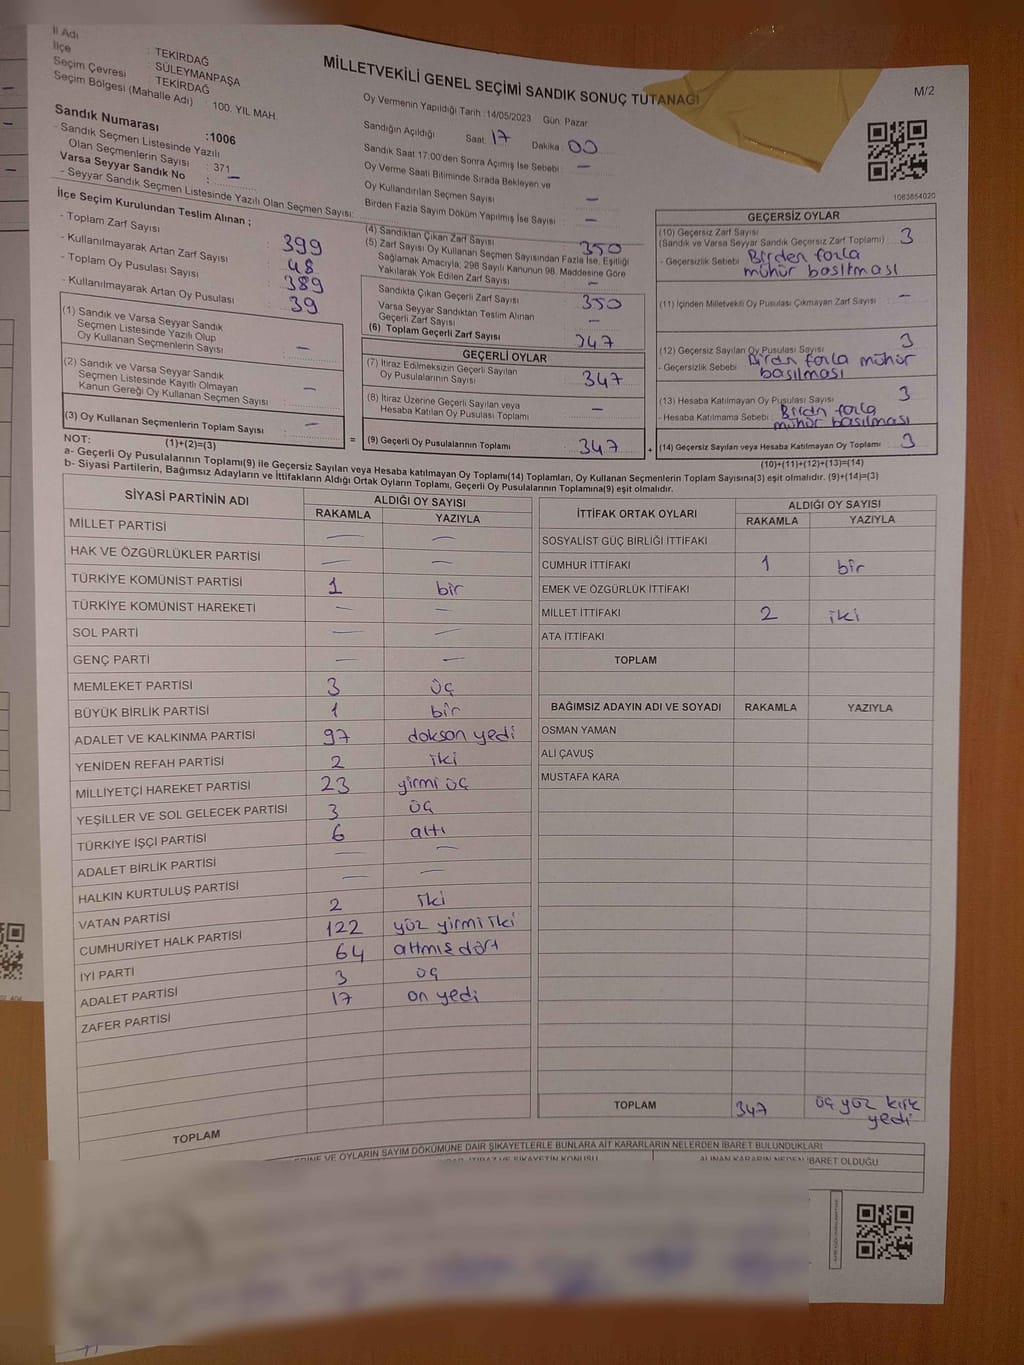 İl Adı : TEKİRDAĞ
İlçe : SÜLEYMANPAŞA
Seçim Çevresi : TEKİRDAĞ
Seçim Bölgesi (Mahalle Adı) : 100. YIL MAH.
MİLLETVEKİLİ GENEL SEÇİMİ SANDIK SONUÇ TUTANAĞI
M/2
Sandık Numarası :1006
- Sandık Seçmen Listesinde Yazılı
Olan Seçmenlerin Sayısı : 371
Varsa Seyyar Sandık No : –
- Seyyar Sandık Seçmen Listesinde Yazılı Olan Seçmen Sayısı:
Oy Vermenin Yapıldığı Tarih : 14/05/2023 Gün: Pazar
Sandığın Açıldığı Saat: 17 Dakika : 00
Sandık Saat 17:00'den Sonra Açılmış İse Sebebi : –
Oy Verme Saati Bitiminde Sırada Bekleyen ve
Oy Kullandırılan Seçmen Sayısı –
Birden Fazla Sayım Döküm Yapılmış İse Sayısı –
1083854020
İlçe Seçim Kurulundan Teslim Alınan ;
- Toplam Zarf Sayısı : 399
- Kullanılmayarak Artan Zarf Sayısı : 48
- Toplam Oy Pusulası Sayısı : 389
- Kullanılmayarak Artan Oy Pusulası : 39
(1) Sandık ve Varsa Seyyar Sandık
Seçmen Listesinde Yazılı Olup
Oy Kullanan Seçmenlerin Sayısı –
(2) Sandık ve Varsa Seyyar Sandık
Seçmen Listesinde Kayıtlı Olmayan
Kanun Gereği Oy Kullanan Seçmen Sayısı –
(3) Oy Kullanan Seçmenlerin Toplam Sayısı –
(1)+(2)=(3)
(4) Sandıktan Çıkan Zarf Sayısı 350
(5) Zarf Sayısı Oy Kullanan Seçmen Sayısından Fazla İse, Eşitliği
Sağlamak Amacıyla; 298 Sayılı Kanunun 98. Maddesine Göre
Yakılarak Yok Edilen Zarf Sayısı –
Sandıkta Çıkan Geçerli Zarf Sayısı 350
Varsa Seyyar Sandıktan Teslim Alınan
Geçerli Zarf Sayısı –
(6) Toplam Geçerli Zarf Sayısı 347
GEÇERLİ OYLAR
(7) İtiraz Edilmeksizin Geçerli Sayılan
Oy Pusulalarının Sayısı 347
(8) İtiraz Üzerine Geçerli Sayılan veya
Hesaba Katılan Oy Pusulası Toplamı –
= (9) Geçerli Oy Pusulalarının Toplamı 347 +
GEÇERSİZ OYLAR
(10) Geçersiz Zarf Sayısı 3
(Sandık ve Varsa Seyyar Sandık Geçersiz Zarf Toplamı)
- Geçersizlik Sebebi Birden fazla
mühür basılması
(11) İçinden Milletvekili Oy Pusulası Çıkmayan Zarf Sayısı –
(12) Geçersiz Sayılan Oy Pusulası Sayısı 3
- Geçersizlik Sebebi Birdn fazla mühür
basılması
(13) Hesaba Katılmayan Oy Pusulası Sayısı 3
- Hesaba Katılmama Sebebi : Birdn fazla
mühür basılması
(14) Geçersiz Sayılan veya Hesaba Katılmayan Oy Toplamı 3
(10)+(11)+(12)+(13)=(14)
NOT:
a- Geçerli Oy Pusulalarının Toplamı(9) ile Geçersiz Sayılan veya Hesaba katılmayan Oy Toplamı(14) Toplamları, Oy Kullanan Seçmenlerin Toplam Sayısına(3) eşit olmalıdır. (9)+(14)=(3)
b- Siyasi Partilerin, Bağımsız Adayların ve İttifakların Aldığı Ortak Oyların Toplamı, Geçerli Oy Pusulalarının Toplamına(9) eşit olmalıdır.
SİYASİ PARTİNİN ADI ALDIĞI OY SAYISI
RAKAMLA YAZIYLA
MİLLET PARTİSİ – –
HAK VE ÖZGÜRLÜKLER PARTİSİ – –
TÜRKİYE KOMÜNİST PARTİSİ 1 bir
TÜRKİYE KOMÜNİST HAREKETİ – –
SOL PARTİ – –
GENÇ PARTİ – –
MEMLEKET PARTİSİ 3 üç
BÜYÜK BİRLİK PARTİSİ 1 bir
ADALET VE KALKINMA PARTİSİ 97 doksan yedi
YENİDEN REFAH PARTİSİ 2 iki
MİLLİYETÇİ HAREKET PARTİSİ 23 yirmi üç
YEŞİLLER VE SOL GELECEK PARTİSİ 3 üç
TÜRKİYE İŞÇİ PARTİSİ 6 altı
ADALET BİRLİK PARTİSİ – –
HALKIN KURTULUŞ PARTİSİ – –
VATAN PARTİSİ 2 iki
CUMHURİYET HALK PARTİSİ 122 yüz yirmi iki
İYİ PARTİ 64 altmış dört
ADALET PARTİSİ 3 üç
ZAFER PARTİSİ 17 on yedi
TOPLAM
İTTİFAK ORTAK OYLARI ALDIĞI OY SAYISI
RAKAMLA YAZIYLA
SOSYALİST GÜÇ BİRLİĞİ İTTİFAKI
CUMHUR İTTİFAKI 1 bir
EMEK VE ÖZGÜRLÜK İTTİFAKI
MİLLET İTTİFAKI 2 iki
ATA İTTİFAKI
TOPLAM
BAĞIMSIZ ADAYIN ADI VE SOYADI RAKAMLA YAZIYLA
OSMAN YAMAN
ALİ ÇAVUŞ
MUSTAFA KARA
TOPLAM 347 üç yüz kırk
yedi
VE OYLARIN SAYIM DÖKÜMÜNE DAİR ŞİKAYETLERLE BUNLARA AİT KARARLARIN NELERDEN İBARET BULUNDUKLARI
ALINAN KARARIN NEDEN İBARET OLDUĞU